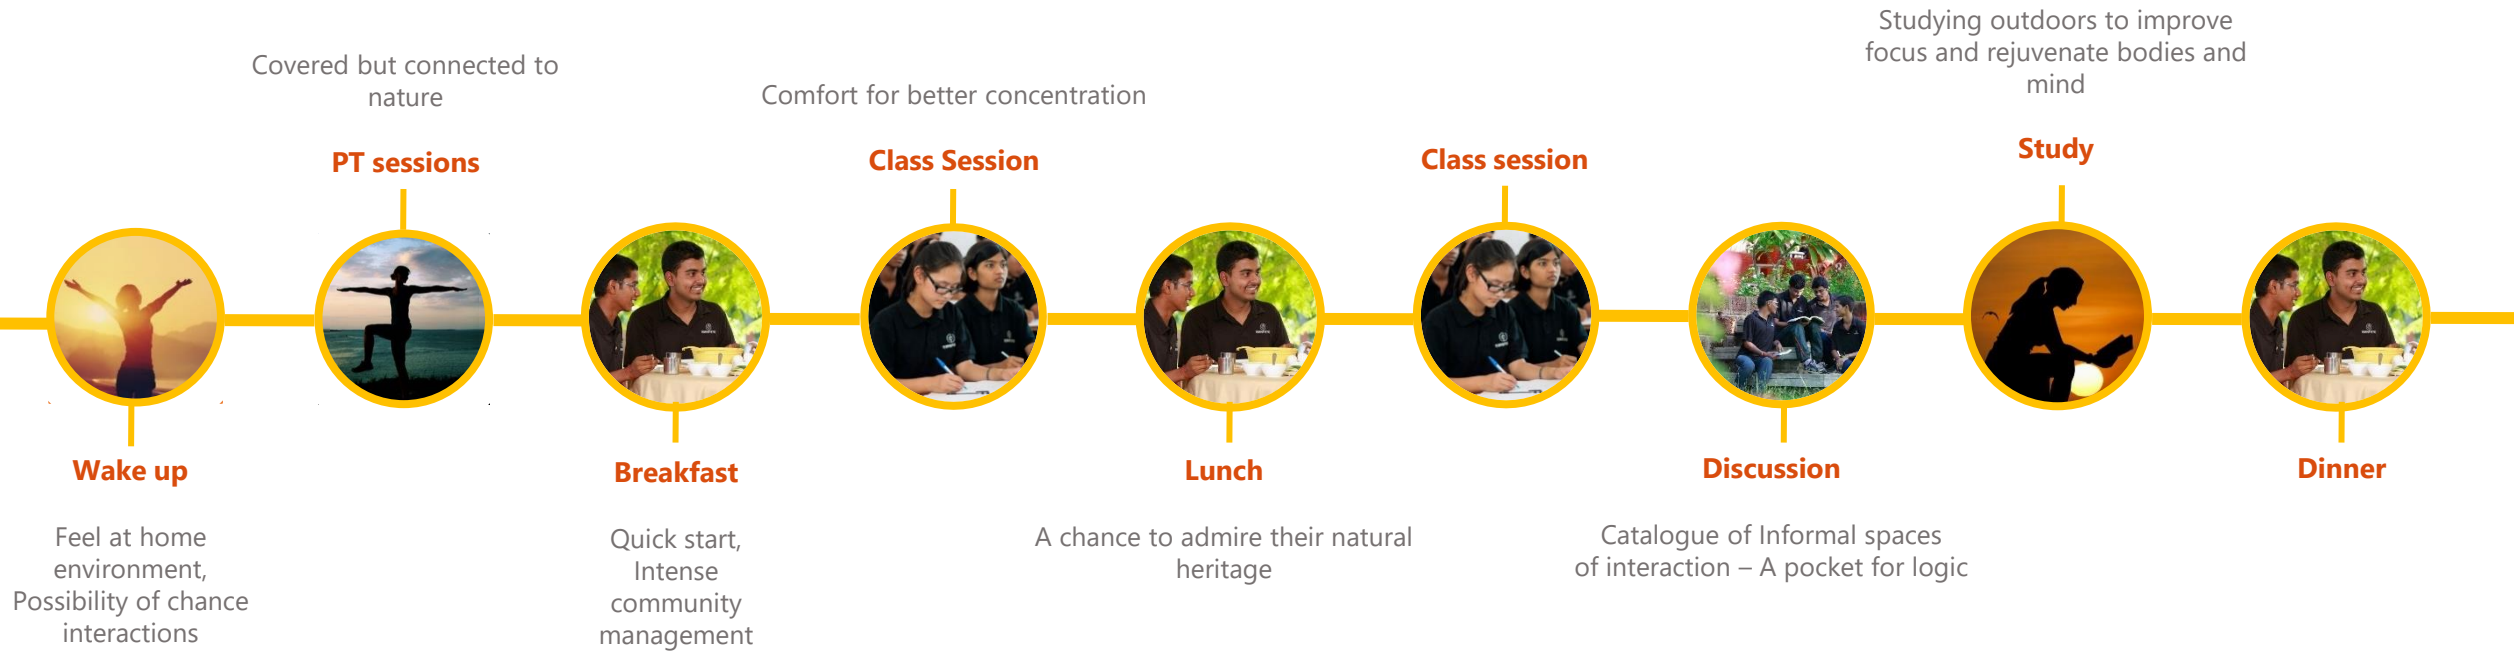 Wake up
Feel at home
environment,
Possibility of chance
interactions
Covered but connected to
nature
PT sessions
Breakfast
Quick start,
Intense
community
management
Comfort for better concentration
Class Session
Lunch
A chance to admire their natural
heritage
Class session
Discussion
Catalogue of Informal spaces
of interaction – A pocket for logic
Studying outdoors to improve
focus and rejuvenate bodies and
mind
Study
Dinner